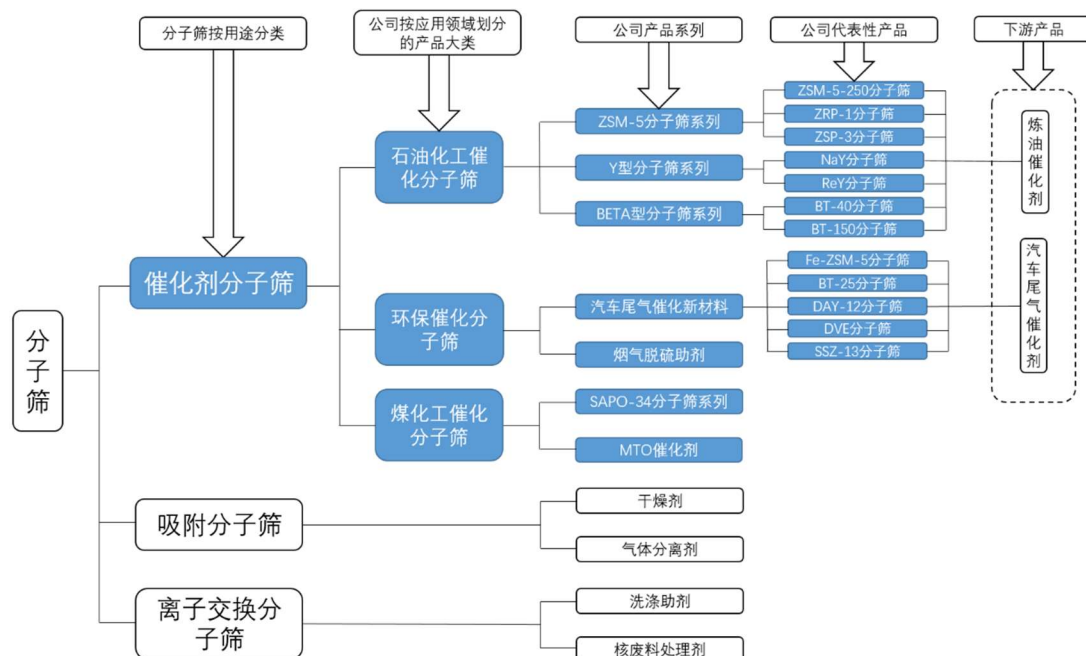 分子筛按用途分类
公司按应用领域划分
的产品大类
公司产品系列
公司代表性产品
下游产品
分子筛
催化剂分子筛
石油化工催
化分子筛
ZSM-5分子筛系列
ZSM-5-250分子筛
ZRP-1分子筛
ZSP-3分子筛
Y型分子筛系列
NaY分子筛
ReY分子筛
BETA型分子筛系列
BT-40分子筛
BT-150分子筛
炼油催化剂
环保催化分
子筛
汽车尾气催化新材料
Fe-ZSM-5分子筛
BT-25分子筛
DAY-12分子筛
DVE分子筛
SSZ-13分子筛
汽车尾气催化剂
烟气脱硫助剂
煤化工催化
分子筛
SAPO-34分子筛系列
MTO催化剂
吸附分子筛
干燥剂
气体分离剂
离子交换分
子筛
洗涤助剂
核废料处理剂